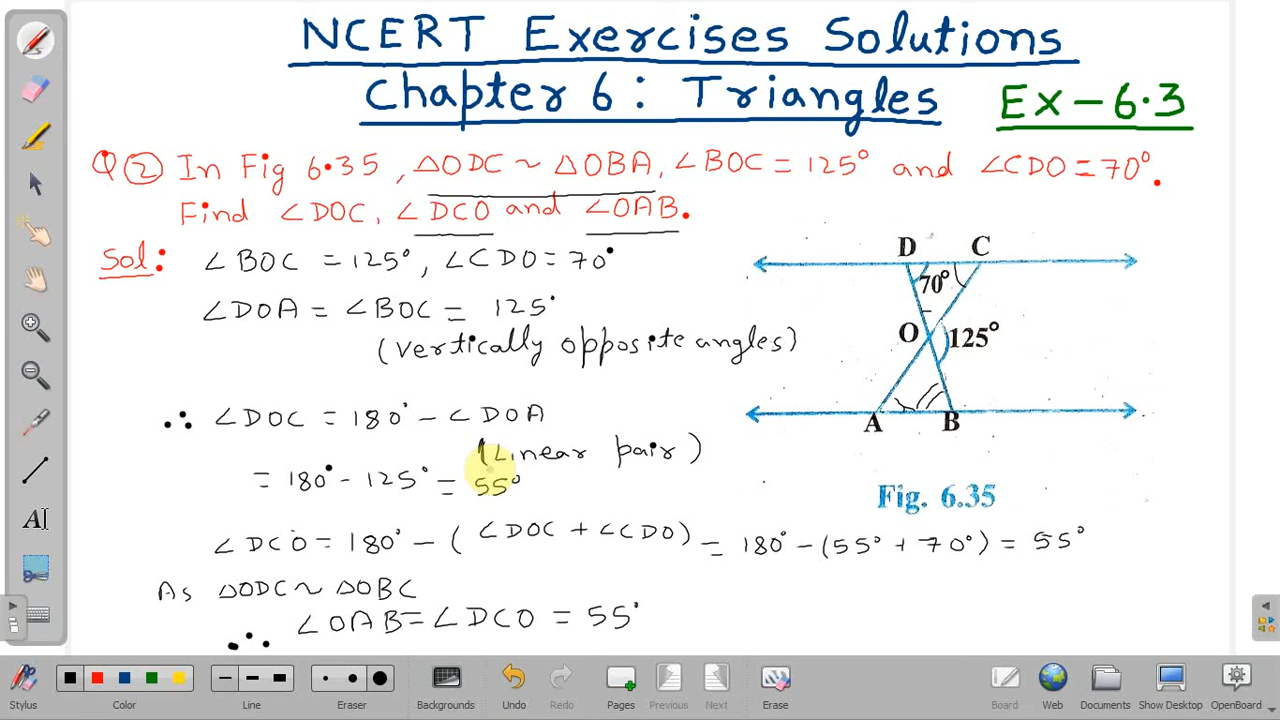 NCERT Exercises Solutions
Chapter 6 : Triangles
Ex - 6.3
Q ② In Fig 6.35, △ODC ~ △OBA, ∠BOC = 125° and ∠CDO = 70°.
Find ∠DOC, ∠DCO and ∠OAB.
Sol:
∠BOC = 125°, ∠CDO = 70°
∠DOA = ∠BOC = 125°
(vertically opposite angles)
∴ ∠DOC = 180° - ∠DOA
(Linear pair)
= 180° - 125° = 55°
∠DCO = 180° - (∠DOC + ∠CDO) = 180° - (55° + 70°) = 55°
As △ODC ~ △OBC
∴ ∠OAB = ∠DCO = 55°
D C
70°
O 125°
A B
Fig. 6.35
Stylus
Color
Line
Eraser
Backgrounds
Undo
Redo
Pages
Previous
Next
Erase
Board
Web
Documents
Show Desktop
OpenBoard